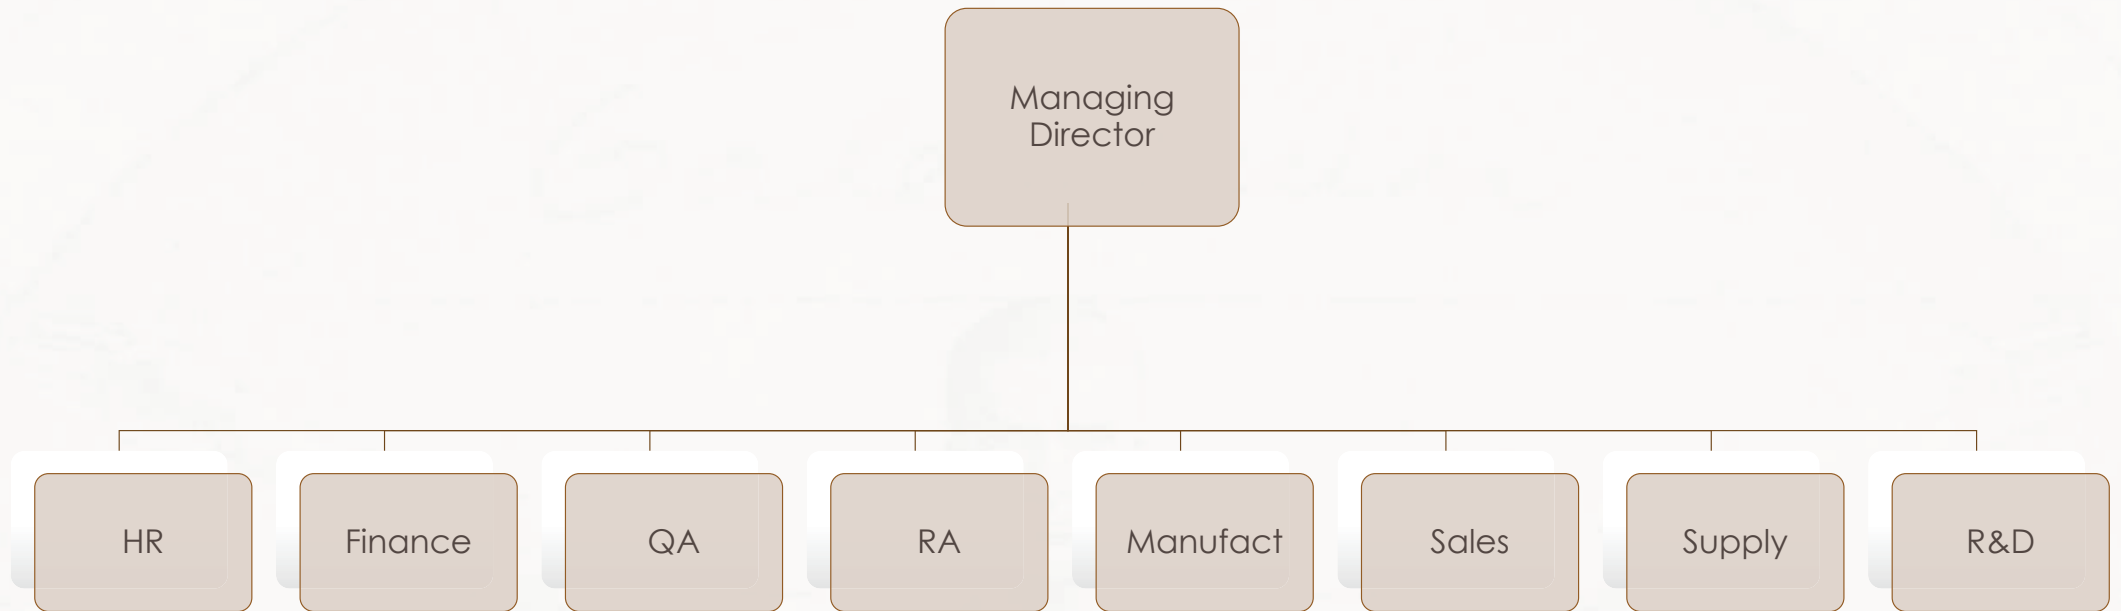 Managing
Director
HR
Finance
QA
RA
Manufact
Sales
Supply
R&D